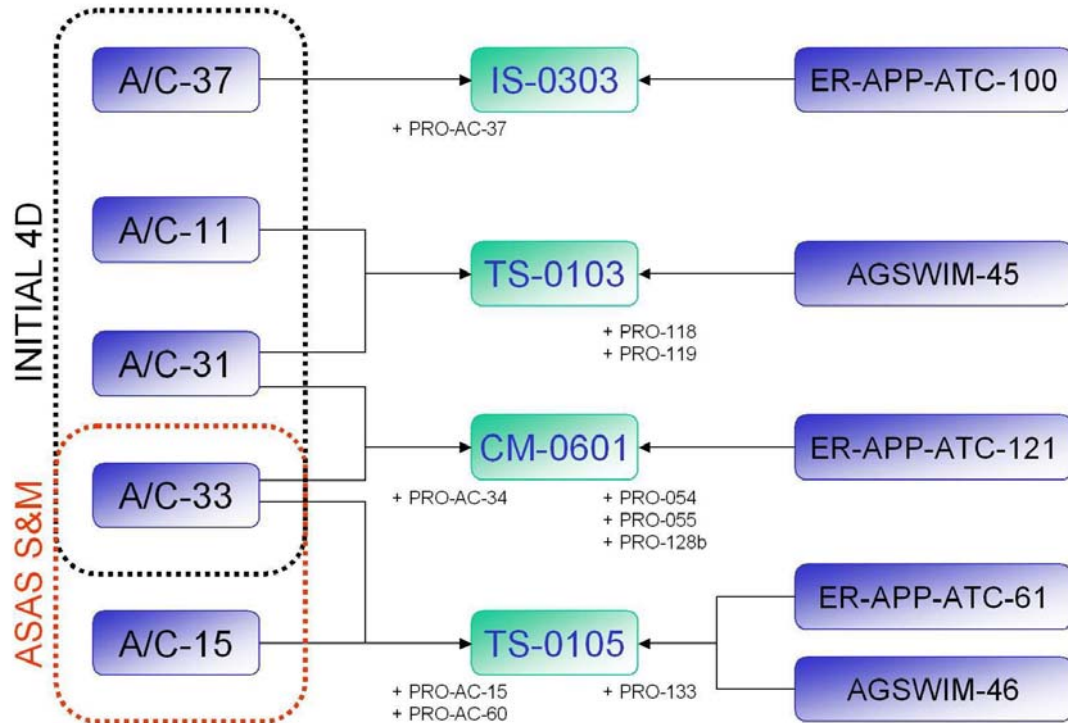 INITIAL 4D
ASAS S&M
A/C-37
IS-0303
ER-APP-ATC-100
+ PRO-AC-37
A/C-11
TS-0103
AGSWIM-45
+ PRO-118
+ PRO-119
A/C-31
CM-0601
ER-APP-ATC-121
A/C-33
+ PRO-AC-34
+ PRO-054
+ PRO-055
+ PRO-128b
A/C-15
TS-0105
ER-APP-ATC-61
+ PRO-AC-15
+ PRO-AC-60
+ PRO-133
AGSWIM-46